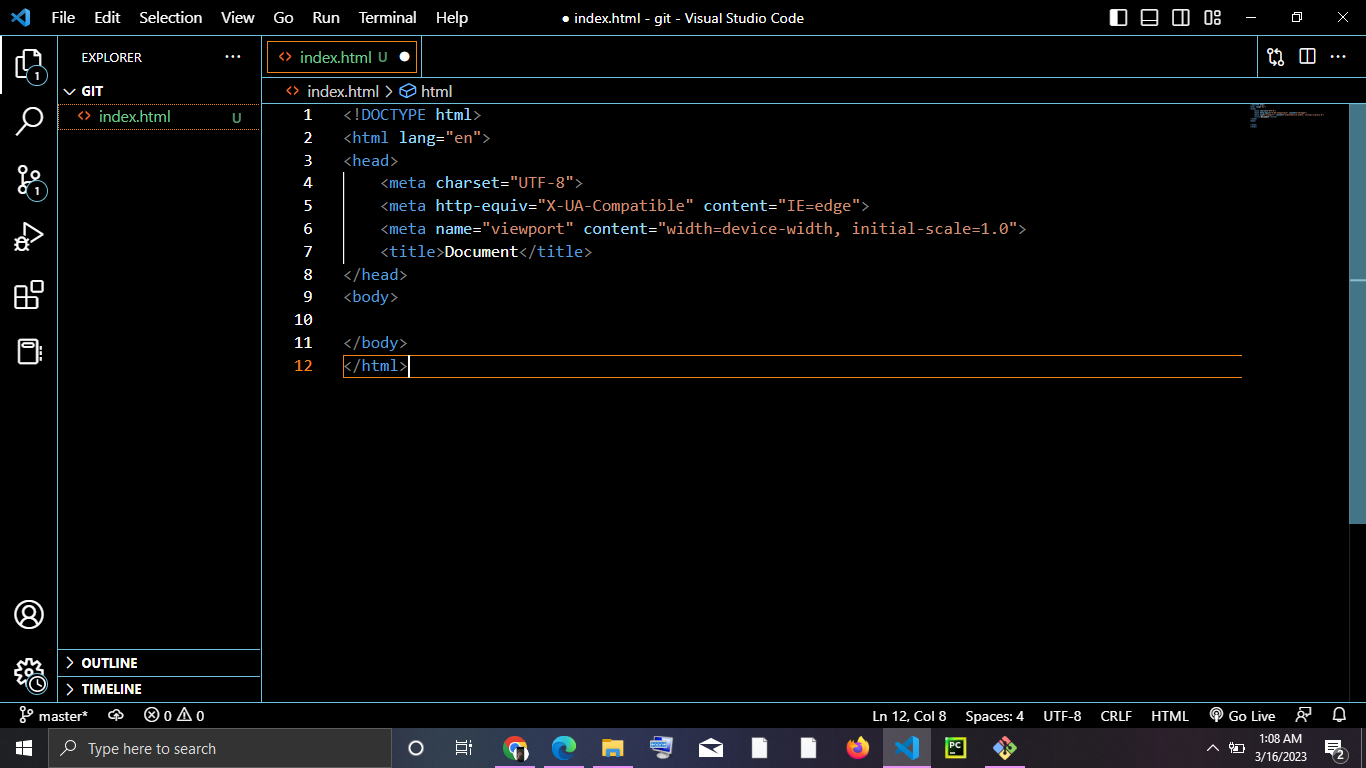 File Edit Selection View Go Run Terminal Help ● index.html - git - Visual Studio Code
EXPLORER
index.html U
GIT
index.html U
index.html > html
1 <!DOCTYPE html>
2 <html lang="en">
3 <head>
4     <meta charset="UTF-8">
5     <meta http-equiv="X-UA-Compatible" content="IE=edge">
6     <meta name="viewport" content="width=device-width, initial-scale=1.0">
7     <title>Document</title>
8 </head>
9 <body>
10
11 </body>
12 </html>
1
1
OUTLINE
TIMELINE
master* 0 0 Ln 12, Col 8 Spaces: 4 UTF-8 CRLF HTML Go Live
Type here to search
PC
1:08 AM
3/16/2023
2